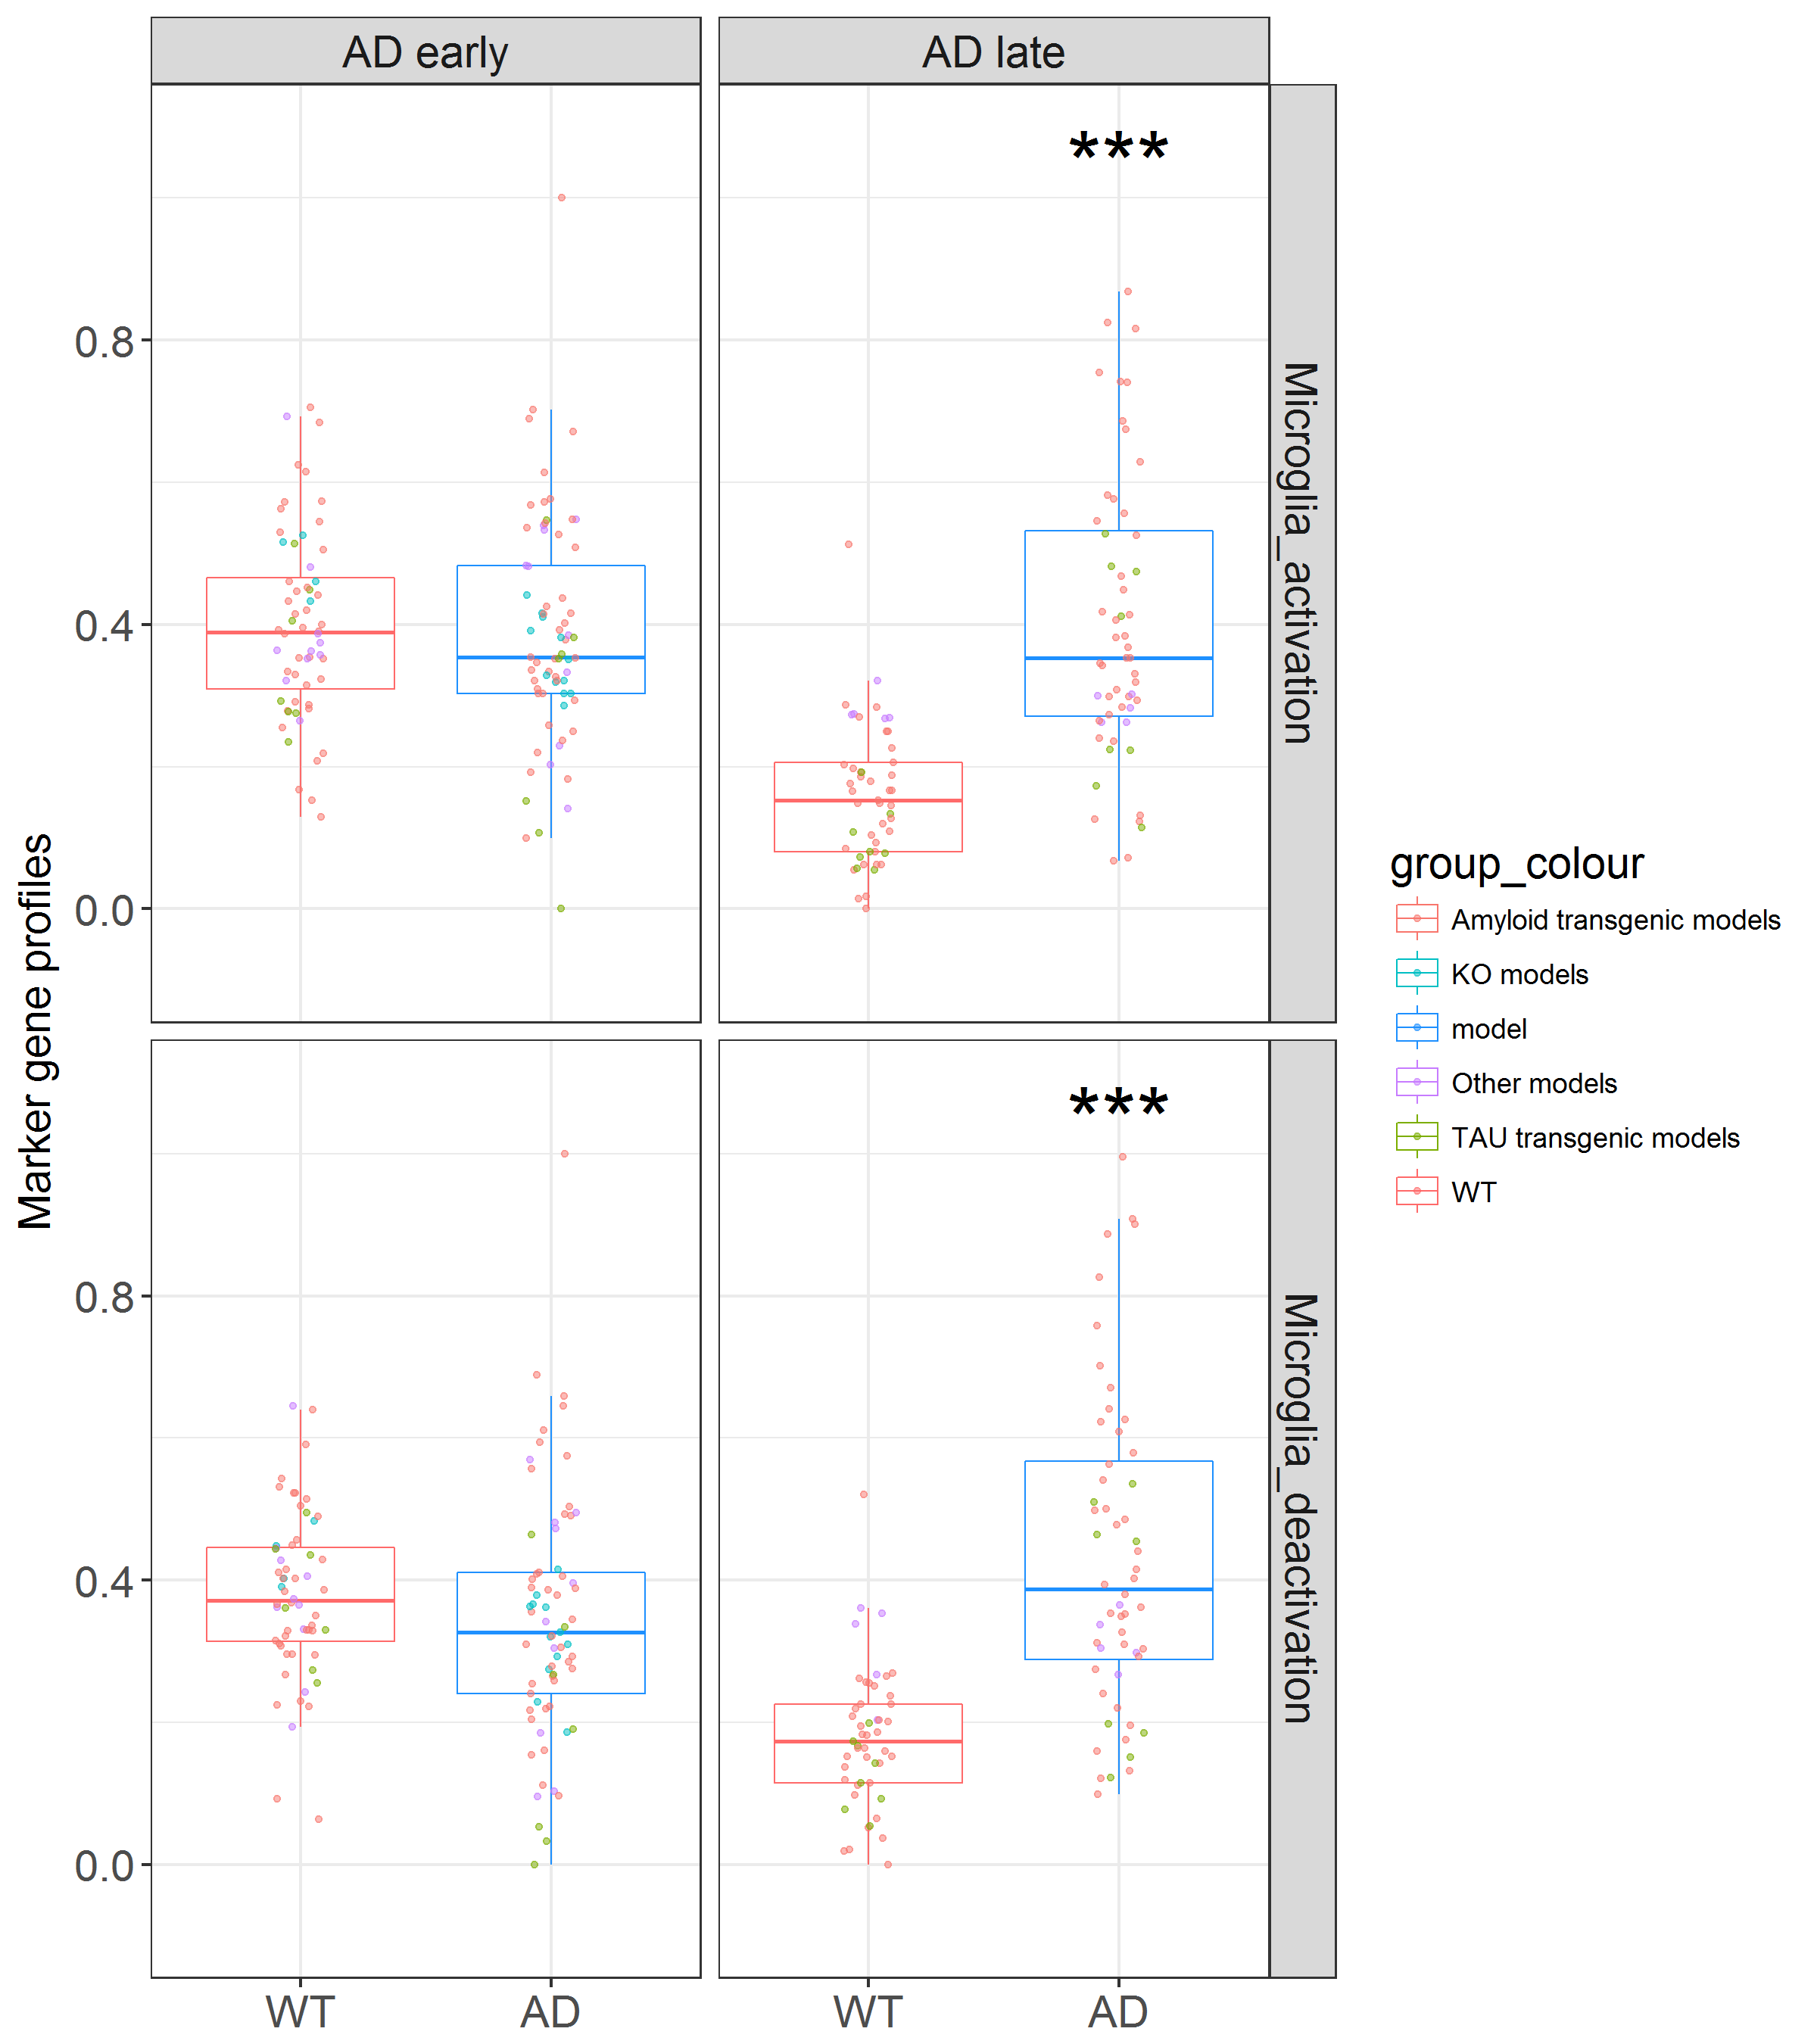 AD early
AD late
***
Microglia_activation
0.8
0.4
0.0
Marker gene profiles
***
Microglia_deactivation
0.8
0.4
0.0
WT
AD
WT
AD
group_colour
Amyloid transgenic models
KO models
model
Other models
TAU transgenic models
WT